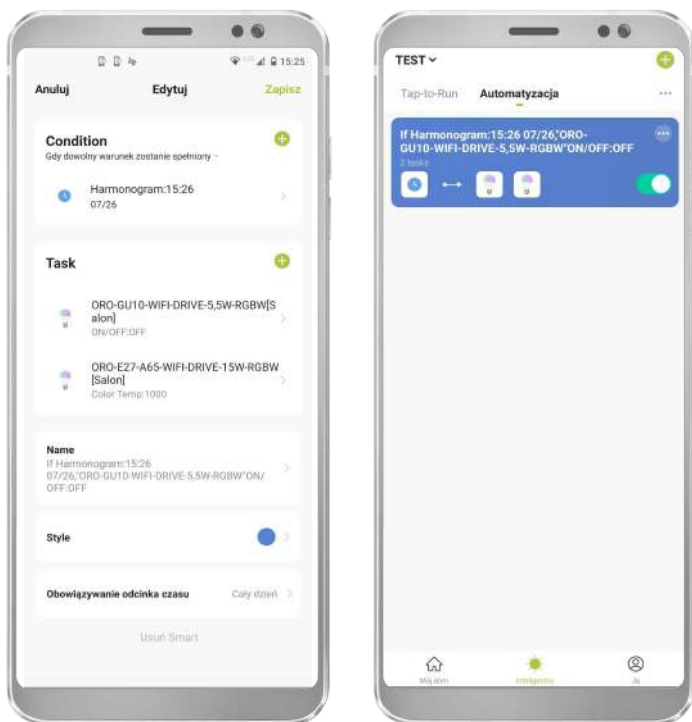 15:25
Anuluj Edytuj Zapisz
Condition
Gdy dowolny warunek zostanie spełniony
Harmonogram:15:26
07/26
Task
ORO-GU10-WIFI-DRIVE-5,5W-RGBW[S
alon]
ON/OFF:OFF
ORO-E27-A65-WIFI-DRIVE-15W-RGBW
[Salon]
Color Temp:1000
Name
If Harmonogram:15:26
07/26,"ORO-GU10-WIFI-DRIVE-5,5W-RGBW"ON/
OFF:OFF
Style
Obowiązywanie odcinka czasu Cały dzień
Usuń Smart
TEST
Tap-to-Run Automatyzacja
If Harmonogram:15:26 07/26,"ORO-
GU10-WIFI-DRIVE-5,5W-RGBW"ON/OFF:OFF
2 tasks
Mój dom Inteligentny Ja